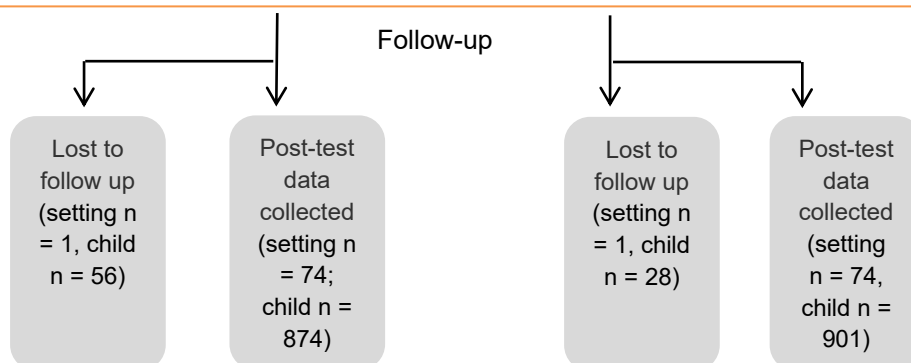 Follow-up
Lost to
follow up
(setting n
= 1, child
n = 56)
Post-test
data
collected
(setting n
= 74;
child n =
874)
Lost to
follow up
(setting n
= 1, child
n = 28)
Post-test
data
collected
(setting
n = 74,
child n =
901)